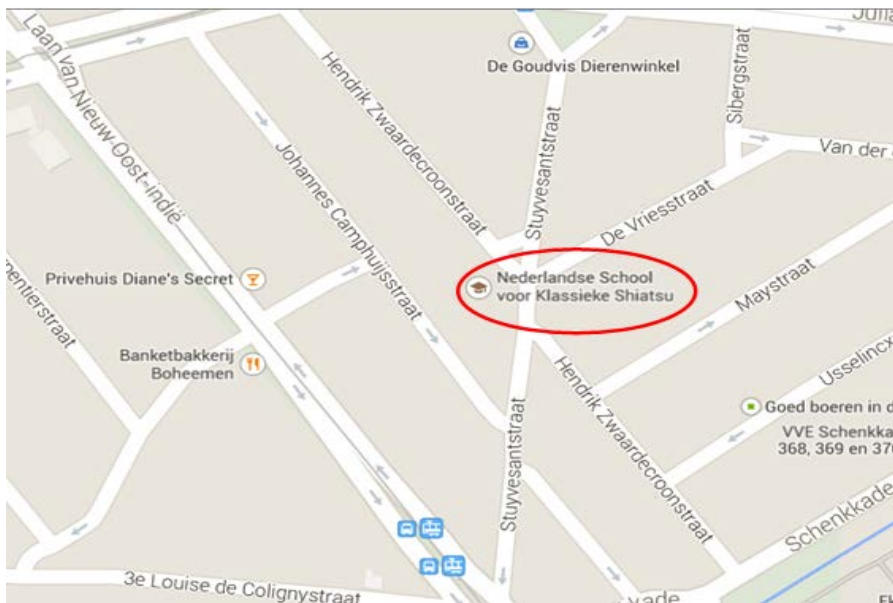 Laan van Nieuw Oost-Indië
Hendrik Zwaardecroonstraat
De Goudvis Dierenwinkel
Stuyvesantstraat
Sibergstraat
Van der
Johannes Camphuijsstraat
De Vriesstraat
Privehuis Diane's Secret
Nederlandse School
voor Klassieke Shiatsu
Maystraat
pentierstraat
Banketbakkerij
Boheemen
Usselincx
Hendrik Zwaardecroonstraat
Goed boeren in d
VVE Schenkka
368, 369 en 370
Stuyvesantstraat
Schenkkade
3e Louise de Colignystraat